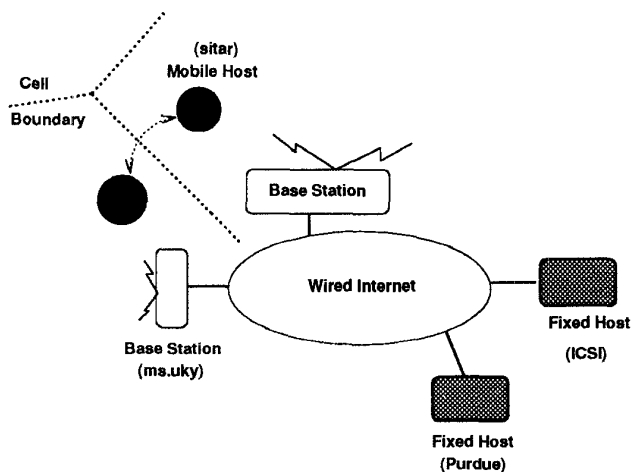 (sitar)
Mobile Host
Cell
Boundary
Base Station
Wired Internet
Base Station
(ms.uky)
Fixed Host
(ICSI)
Fixed Host
(Purdue)